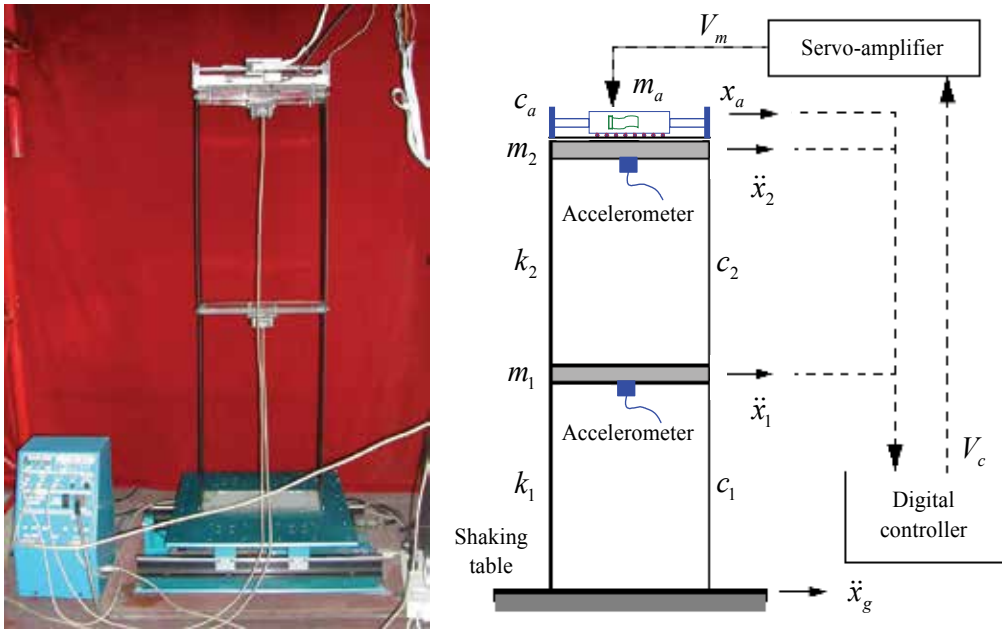 V_m
Servo-amplifier
c_a
m_a
x_a
m_2
ẍ_2
Accelerometer
k_2
c_2
m_1
ẍ_1
Accelerometer
V_c
k_1
c_1
Digital
controller
Shaking
table
ẍ_g